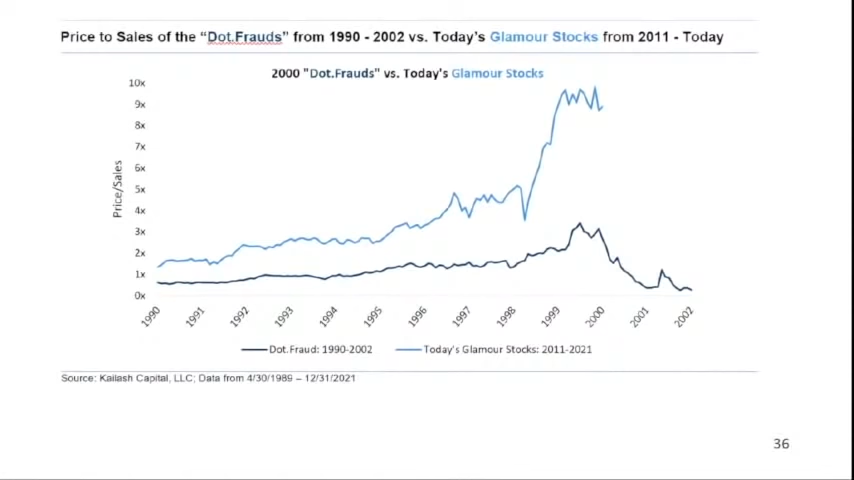 Price to Sales of the “Dot.Frauds” from 1990 - 2002 vs. Today’s Glamour Stocks from 2011 - Today
2000 "Dot.Frauds" vs. Today's Glamour Stocks
10x
9x
8x
7x
6x
5x
4x
3x
2x
1x
0x
Price/Sales
1990
1991
1992
1993
1994
1995
1996
1997
1998
1999
2000
2001
2002
Dot.Fraud: 1990-2002
Today's Glamour Stocks: 2011-2021
Source: Kailash Capital, LLC; Data from 4/30/1989 – 12/31/2021
36